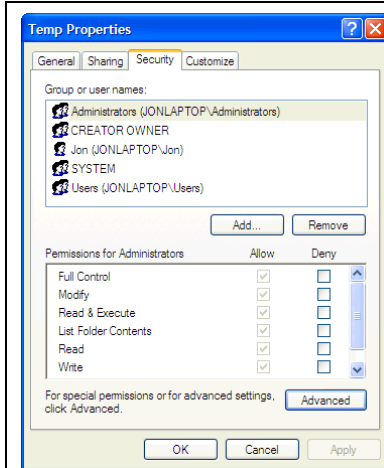 Temp Properties
General Sharing Security Customize
Group or user names:
Administrators (JONLAPTOP\Administrators)
CREATOR OWNER
Jon (JONLAPTOP\Jon)
SYSTEM
Users (JONLAPTOP\Users)
Add... Remove
Permissions for Administrators Allow Deny
Full Control
Modify
Read & Execute
List Folder Contents
Read
Write
For special permissions or for advanced settings,
click Advanced.
Advanced
OK Cancel Apply